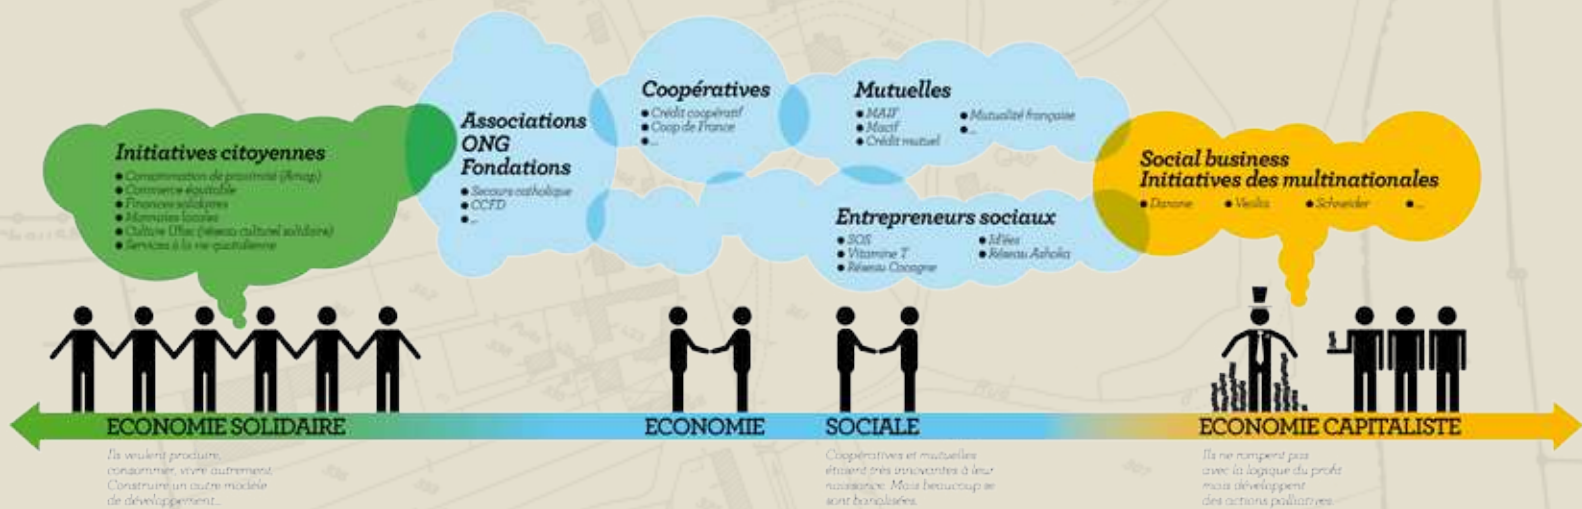 Initiatives citoyennes
● Consommation de proximité (Amap)
● Commerce équitable
● Finances solidaires
● Monnaies locales
● Culture Ufisc (réseau culturel solidaire)
● Services à la vie quotidienne
Associations
ONG
Fondations
● Secours catholique
● CCFD
● ...
Coopératives
● Crédit coopératif
● Coop de France
● ...
Mutuelles
● MAIF
● Macif
● Crédit mutuel
● Mutualité française
● ...
Entrepreneurs sociaux
● SOS
● Vitamine T
● Réseau Cocagne
● Réseau Ashoka
Social business
Initiatives des multinationales
● Danone ● Veolia ● Schneider ● ...
ECONOMIE SOLIDAIRE
ECONOMIE SOCIALE
ECONOMIE CAPITALISTE
Ils veulent produire,
consommer, vivre autrement.
Construire un autre modèle
de développement...
Coopératives et mutuelles
étaient très innovantes à leur
naissance. Mais beaucoup se
sont banalisées.
Ils ne rompent pas
avec la logique du profit
mais développent
des actions palliatives.